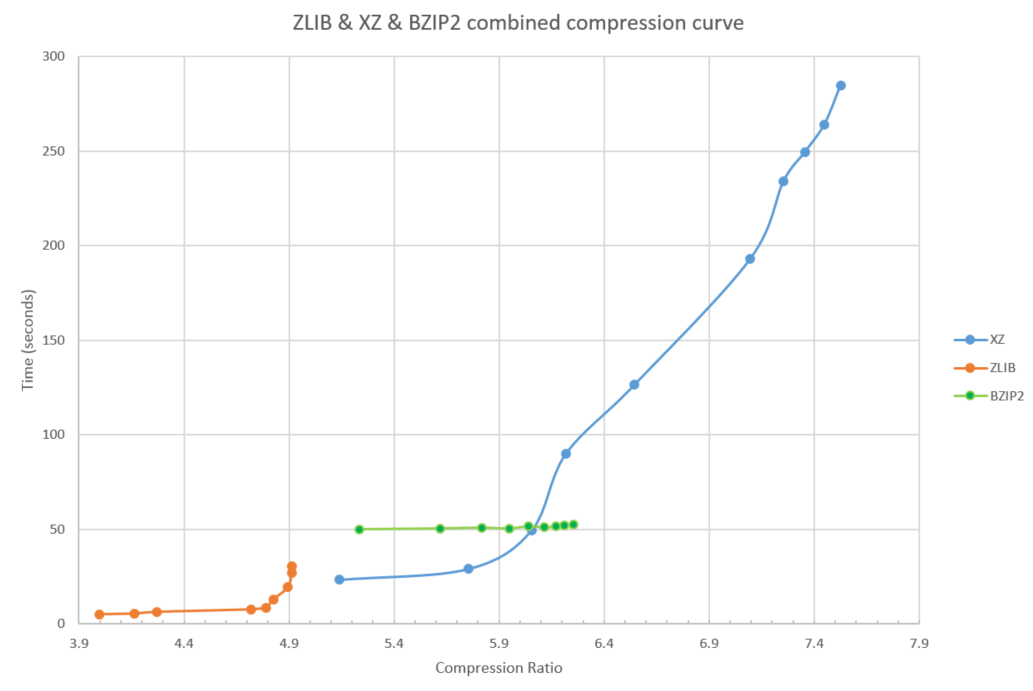 ZLIB & XZ & BZIP2 combined compression curve
300
250
200
150
100
50
0
Time (seconds)
3.9 4.4 4.9 5.4 5.9 6.4 6.9 7.4 7.9
Compression Ratio
XZ
ZLIB
BZIP2